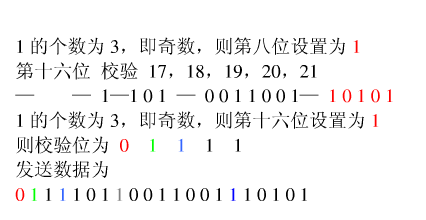 1 的个数为 3，即奇数，则第八位设置为 1
第十六位 校验 17，18，19，20，21
— — 1—1 0 1 — 0 0 1 1 0 0 1— 1 0 1 0 1
1 的个数为 3，即奇数，则第十六位设置为 1
则校验位为 0 1 1 1 1
发送数据为
0 1 1 1 1 0 1 1 0 0 1 1 0 0 1 1 1 0 1 0 1